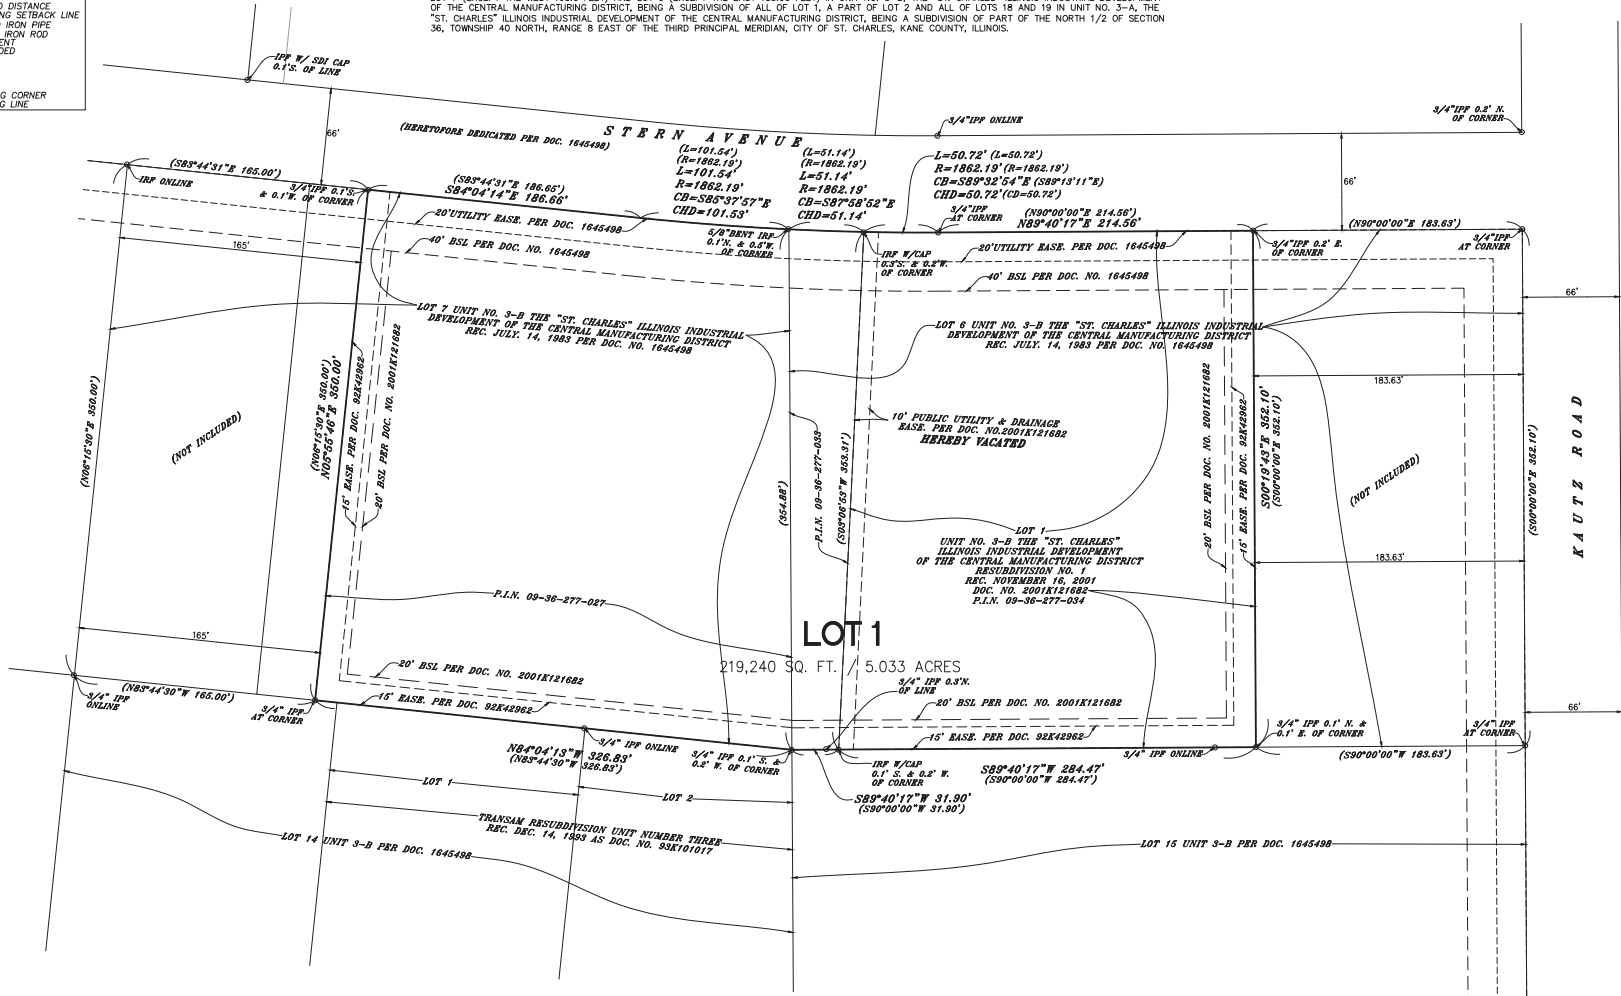 D DISTANCE
NG SETBACK LINE
IRON PIPE
IRON ROD
ENT
DED
G CORNER
G LINE
OF THE CENTRAL MANUFACTURING DISTRICT, BEING A SUBDIVISION OF ALL OF LOT 1, A PART OF LOT 2 AND ALL OF LOTS 18 AND 19 IN UNIT NO. 3-A, THE
"ST. CHARLES" ILLINOIS INDUSTRIAL DEVELOPMENT OF THE CENTRAL MANUFACTURING DISTRICT, BEING A SUBDIVISION OF PART OF THE NORTH 1/2 OF SECTION
36, TOWNSHIP 40 NORTH, RANGE 8 EAST OF THE THIRD PRINCIPAL MERIDIAN, CITY OF ST. CHARLES, KANE COUNTY, ILLINOIS.
IPF W/ SDI CAP
0.1'S. OF LINE
66'
(HERETOFORE DEDICATED PER DOC. 1645498)
STERN AVENUE
3/4"IPF ONLINE
3/4"IPF 0.2' N.
OF CORNER
66'
(S83°44'31"E 165.00')
IRF ONLINE
3/4"IPF 0.1'S.
& 0.1'W. OF CORNER
(S83°44'31"E 186.65')
S84°04'14"E 186.66'
(L=101.54')
(R=1862.19')
L=101.54'
R=1862.19'
CB=S85°37'57"E
CHD=101.53'
(L=51.14')
(R=1862.19')
L=51.14'
R=1862.19'
CB=S87°58'52"E
CHD=51.14'
L=50.72' (L=50.72')
R=1862.19' (R=1862.19')
CB=S89°32'54"E (S89°13'11"E)
CHD=50.72' (CD=50.72')
3/4"IPF
AT CORNER
(N90°00'00"E 214.56')
N89°40'17"E 214.56'
(N90°00'00"E 183.63')
3/4"IPF
AT CORNER
3/4"IPF 0.2' E.
OF CORNER
20'UTILITY EASE. PER DOC. 1645498
40' BSL PER DOC. NO. 1645498
5/8"BENT IRF
0.1'N. & 0.5'W.
OF CORNER
IRF W/CAP
0.3'S. & 0.2'W.
OF CORNER
20'UTILITY EASE. PER DOC. 1645498
40' BSL PER DOC. NO. 1645498
165'
66'
LOT 7 UNIT NO. 3-B THE "ST. CHARLES" ILLINOIS INDUSTRIAL
DEVELOPMENT OF THE CENTRAL MANUFACTURING DISTRICT
REC. JULY. 14, 1983 PER DOC. NO. 1645498
LOT 6 UNIT NO. 3-B THE "ST. CHARLES" ILLINOIS INDUSTRIAL
DEVELOPMENT OF THE CENTRAL MANUFACTURING DISTRICT
REC. JULY. 14, 1983 PER DOC. NO. 1645498
(N06°15'30"E 350.00')
(NOT INCLUDED)
(N06°15'30"E 350.00')
N05°55'46"E 350.00'
15' EASE. PER DOC. 92K42962
20' BSL PER DOC. NO. 2001K121682
(354.88')
P.I.N. 09-36-277-033
(S03°06'53"W 353.31')
10' PUBLIC UTILITY & DRAINAGE
EASE. PER DOC. NO.2001K121682
HEREBY VACATED
20' BSL PER DOC. NO. 2001K121682
15' EASE. PER DOC. 92K42962
S00°19'43"E 352.10'
(S00°00'00"E 352.10')
183.63'
(NOT INCLUDED)
183.63'
(S00°00'00"E 352.10')
KAUTZ ROAD
LOT 1
UNIT NO. 3-B THE "ST. CHARLES"
ILLINOIS INDUSTRIAL DEVELOPMENT
OF THE CENTRAL MANUFACTURING DISTRICT
RESUBDIVISION NO. 1
REC. NOVEMBER 16, 2001
DOC. NO. 2001K121682
P.I.N. 09-36-277-034
P.I.N. 09-36-277-027
LOT 1
219,240 SQ. FT. / 5.033 ACRES
165'
20' BSL PER DOC. NO. 2001K121682
15' EASE. PER DOC. 92K42962
3/4" IPF 0.3'N.
OF LINE
20' BSL PER DOC. NO. 2001K121682
15' EASE. PER DOC. 92K42962
(N83°44'30"W 165.00')
3/4" IPF
ONLINE
3/4" IPF
AT CORNER
3/4" IPF ONLINE
N84°04'13"W 326.83'
(N83°44'30"W 326.83')
3/4" IPF 0.1' S. &
0.2' W. OF CORNER
IRF W/CAP
0.1' S. & 0.2' W.
OF CORNER
S89°40'17"W 284.47'
(S90°00'00"W 284.47')
3/4" IPF ONLINE
3/4" IPF 0.1' N. &
0.1' E. OF CORNER
(S90°00'00"W 183.63')
3/4" IPF
AT CORNER
66'
S89°40'17"W 31.90'
(S90°00'00"W 31.90')
LOT 1
LOT 2
TRANSAM RESUBDIVISION UNIT NUMBER THREE
REC. DEC. 14, 1993 AS DOC. NO. 93K101017
LOT 14 UNIT 3-B PER DOC. 1645498
LOT 15 UNIT 3-B PER DOC. 1645498